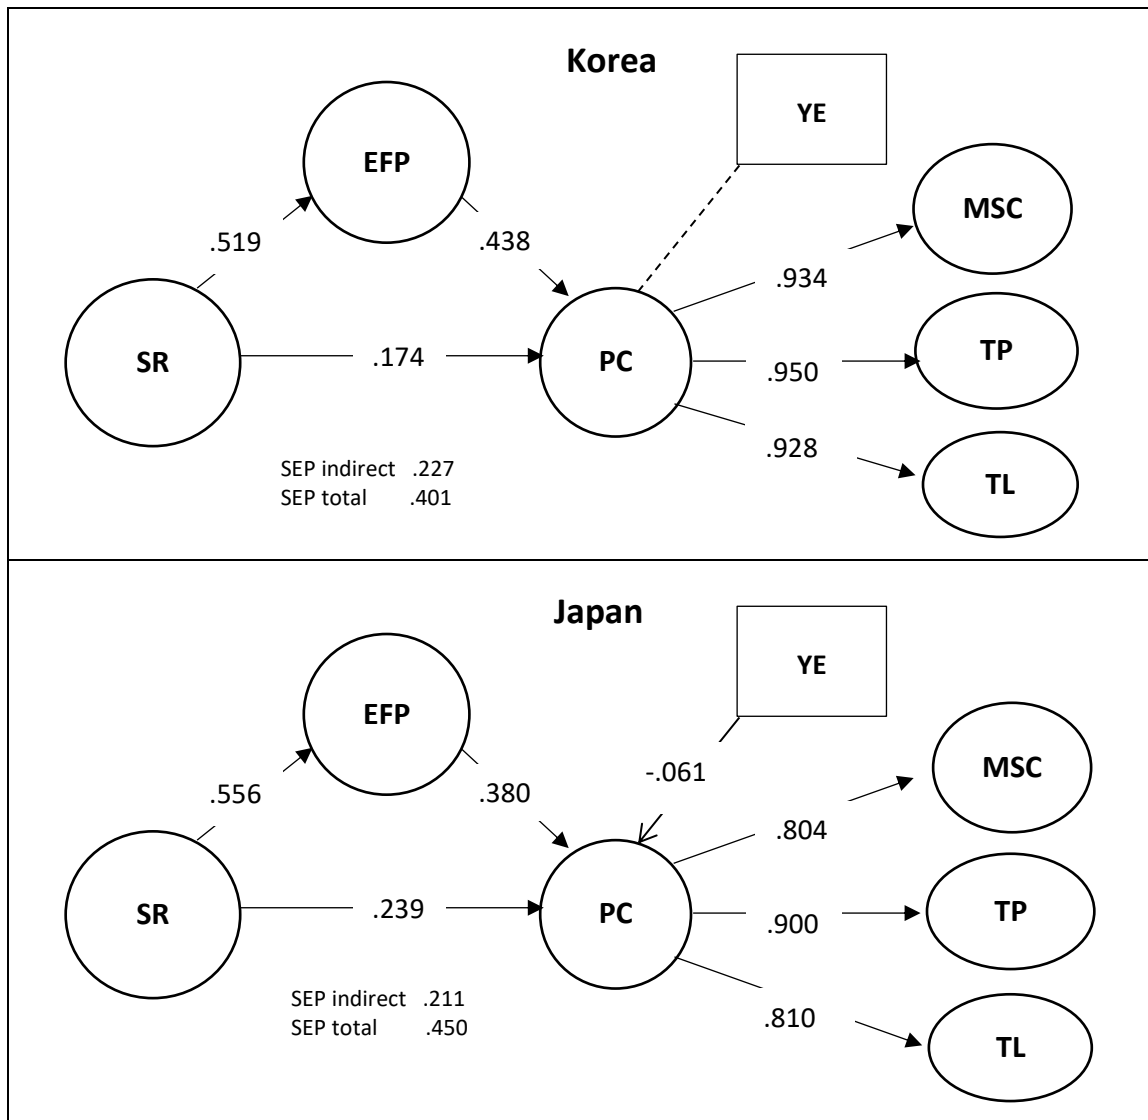 Korea
YE
EFP
MSC
.519
.438
.934
SR
.174
PC
.950
TP
.928
SEP indirect .227
SEP total .401
TL
Japan
YE
EFP
-.061
MSC
.556
.380
.804
SR
.239
PC
.900
TP
SEP indirect .211
SEP total .450
.810
TL